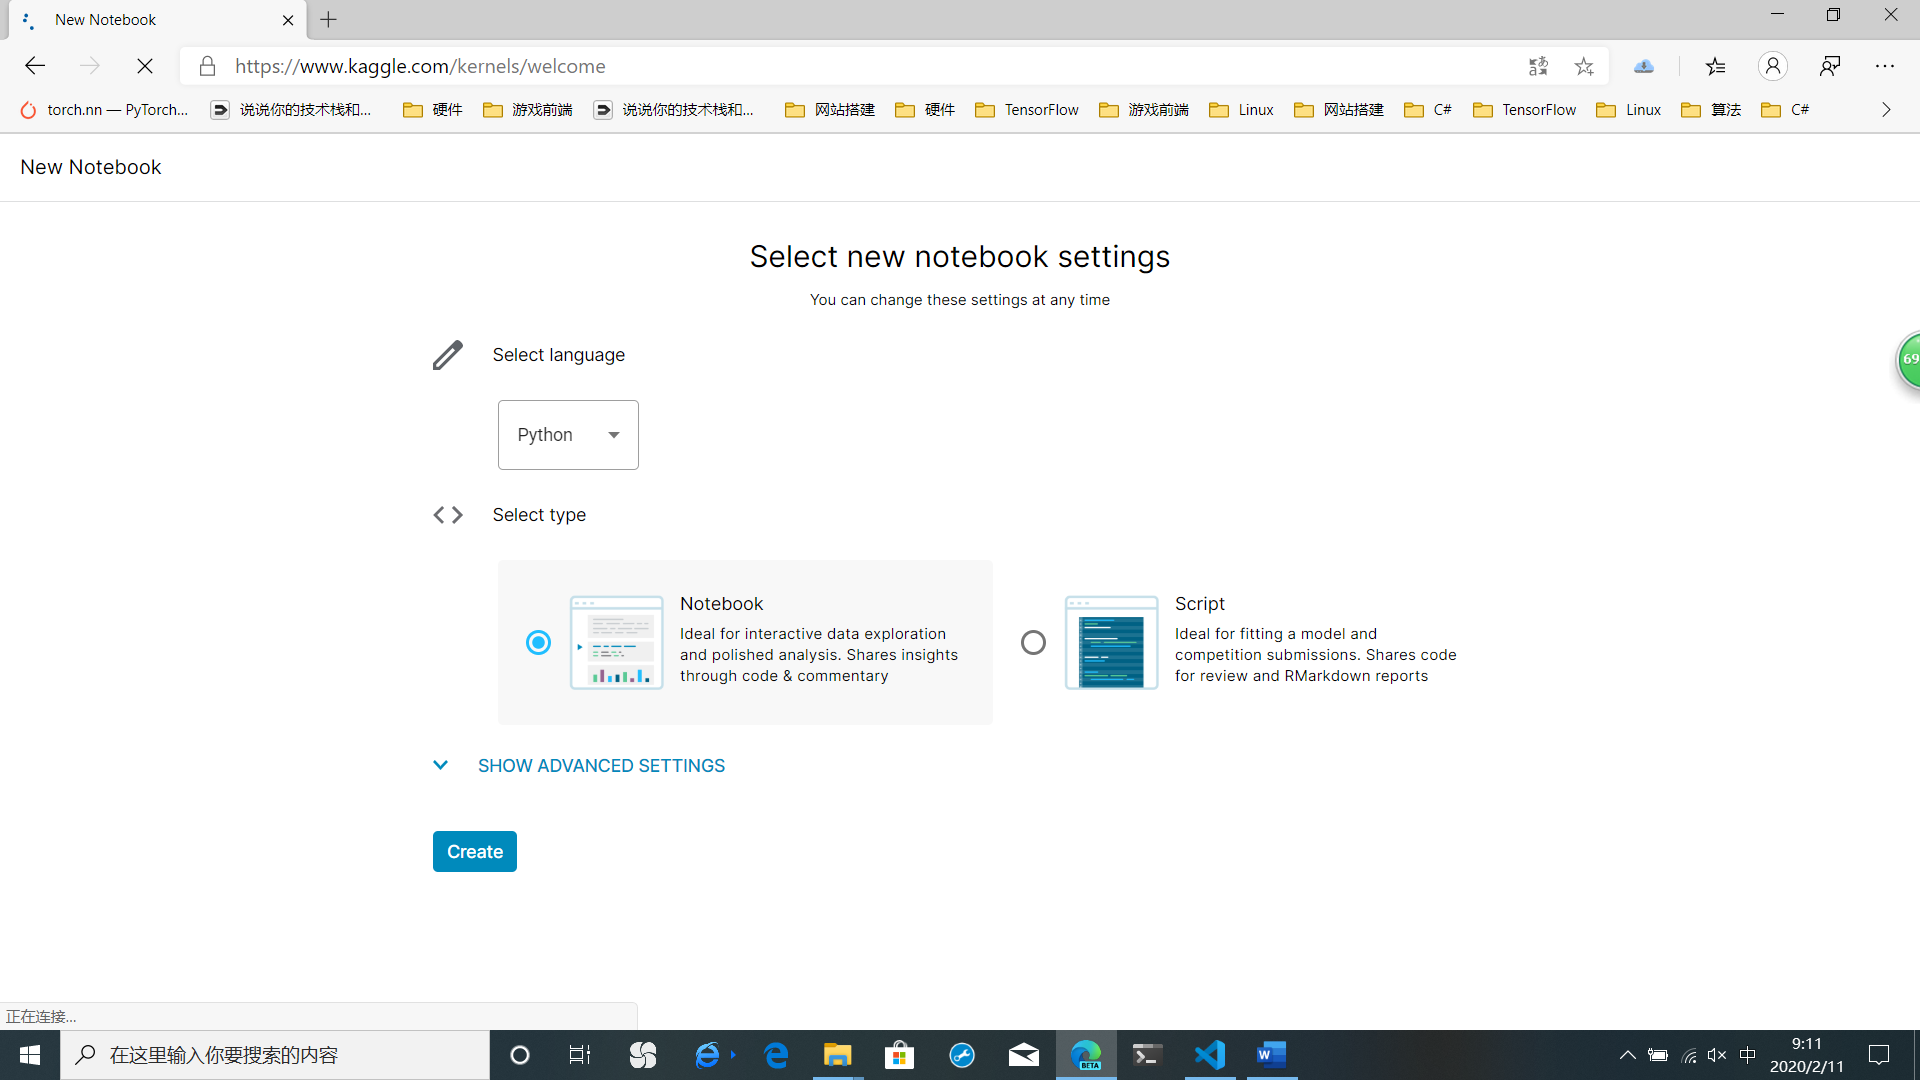 New Notebook
https://www.kaggle.com/kernels/welcome
torch.nn — PyTorch... 说说你的技术栈和... 硬件 游戏前端 说说你的技术栈和... 网站搭建 硬件 TensorFlow 游戏前端 Linux 网站搭建 C# TensorFlow Linux 算法 C#
New Notebook
Select new notebook settings
You can change these settings at any time
69
Select language
Python
Select type
Notebook
Ideal for interactive data exploration
and polished analysis. Shares insights
through code & commentary
Script
Ideal for fitting a model and
competition submissions. Shares code
for review and RMarkdown reports
SHOW ADVANCED SETTINGS
Create
正在连接...
在这里输入你要搜索的内容
BETA
中
9:11
2020/2/11